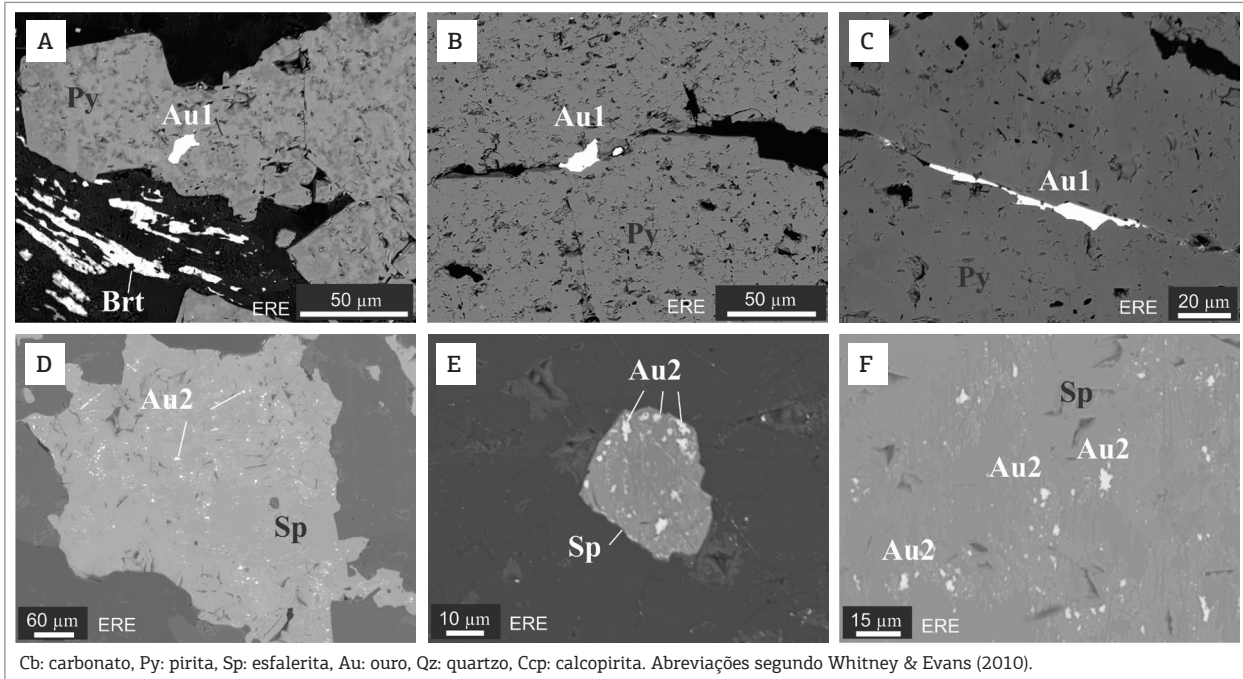 A
Py
Au1
Brt
ERE
50 µm
B
Au1
Py
ERE
50 µm
C
Au1
Py
ERE
20 µm
D
Au2
Sp
60 µm
ERE
E
Au2
Sp
10 µm
ERE
F
Sp
Au2
Au2
Au2
15 µm
ERE
Cb: carbonato, Py: pirita, Sp: esfalerita, Au: ouro, Qz: quartzo, Ccp: calcopirita. Abreviações segundo Whitney & Evans (2010).